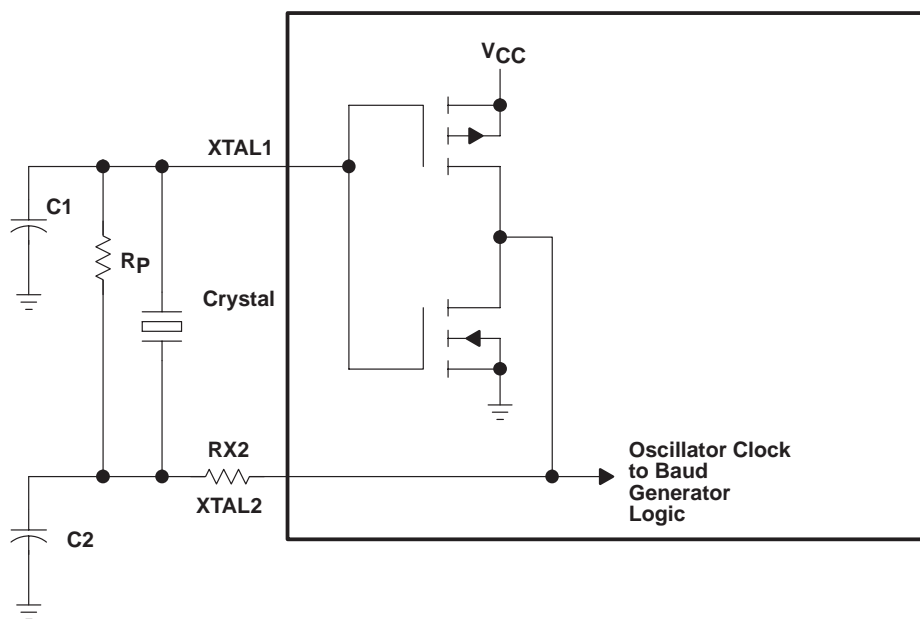 VCC
XTAL1
C1
RP
Crystal
RX2
XTAL2
C2
Oscillator Clock
to Baud
Generator
Logic